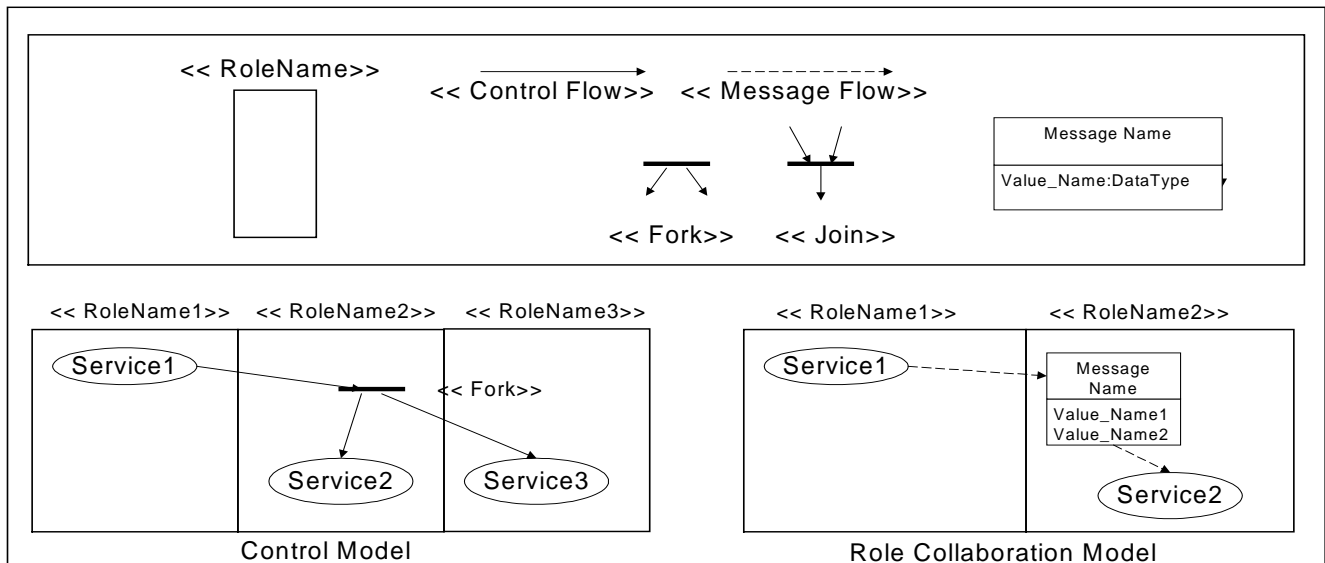 << RoleName>>
<< Control Flow>>
<< Message Flow>>
<< Fork>>
<< Join>>
Message Name
Value_Name:DataType
<< RoleName1>>
<< RoleName2>>
<< RoleName3>>
Service1
<< Fork>>
Service2
Service3
Control Model
<< RoleName1>>
<< RoleName2>>
Service1
Message
Name
Value_Name1
Value_Name2
Service2
Role Collaboration Model